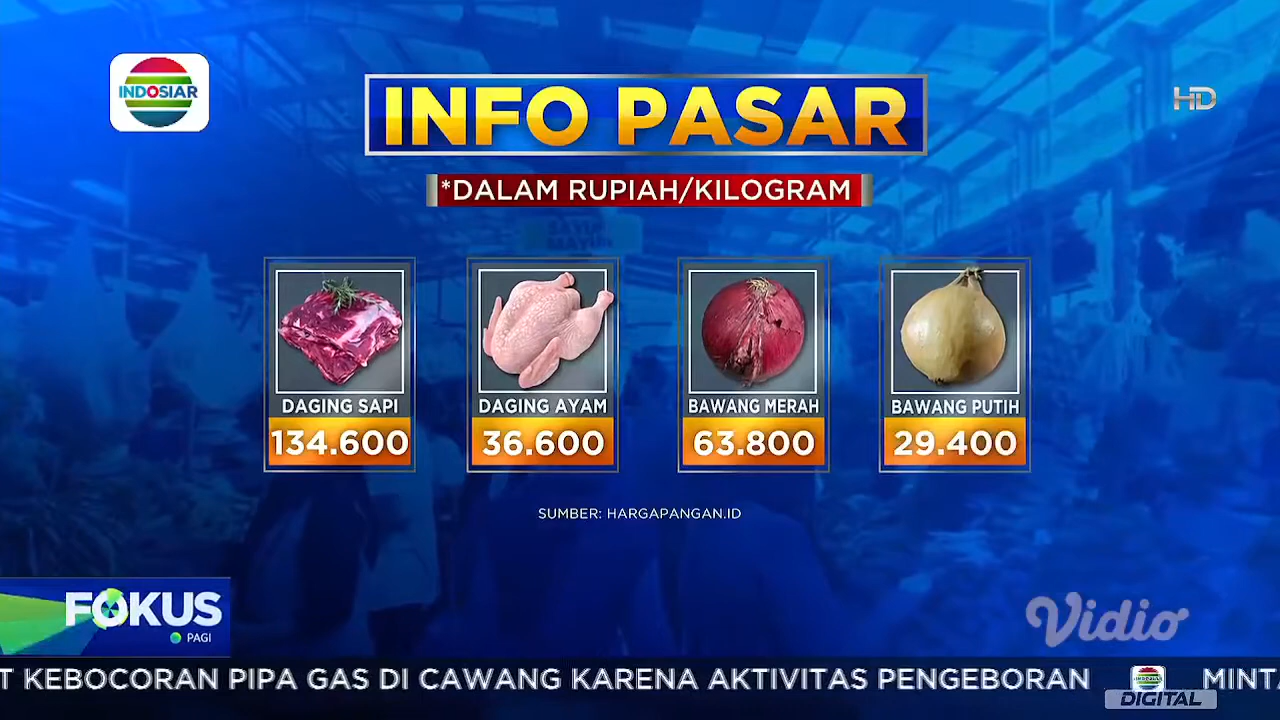 INDOSIAR
HD
INFO PASAR
*DALAM RUPIAH/KILOGRAM
DAGING SAPI
134.600
DAGING AYAM
36.600
BAWANG MERAH
63.800
BAWANG PUTIH
29.400
SUMBER: HARGAPANGAN.ID
FOKUS
PAGI
Vidio
T KEBOCORAN PIPA GAS DI CAWANG KARENA AKTIVITAS PENGEBORAN
MINT
DIGITAL